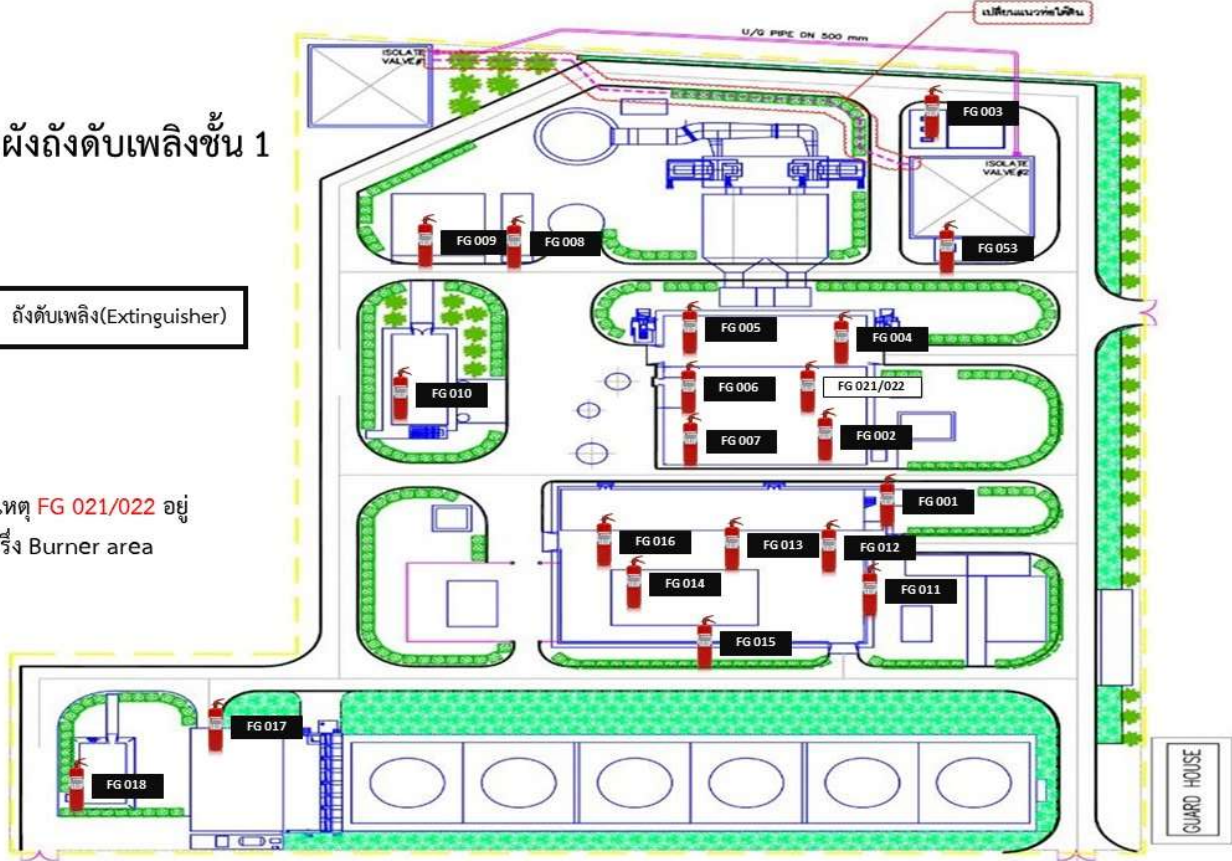 เปลี่ยนแนวท่อใต้ดิน
U/G PIPE DN 500 mm
ISOLATE
VALVE#1
FG 003
ผังถังดับเพลิงชั้น 1
ISOLATE
VALVE#2
FG 009
FG 008
FG 053
ถังดับเพลิง(Extinguisher)
FG 005
FG 004
FG 010
FG 006
FG 021/022
FG 007
FG 002
FG 001
หตุ FG 021/022 อยู่
รึ่ง Burner area
FG 016
FG 013
FG 012
FG 014
FG 011
FG 015
FG 017
FG 018
GUARD HOUSE